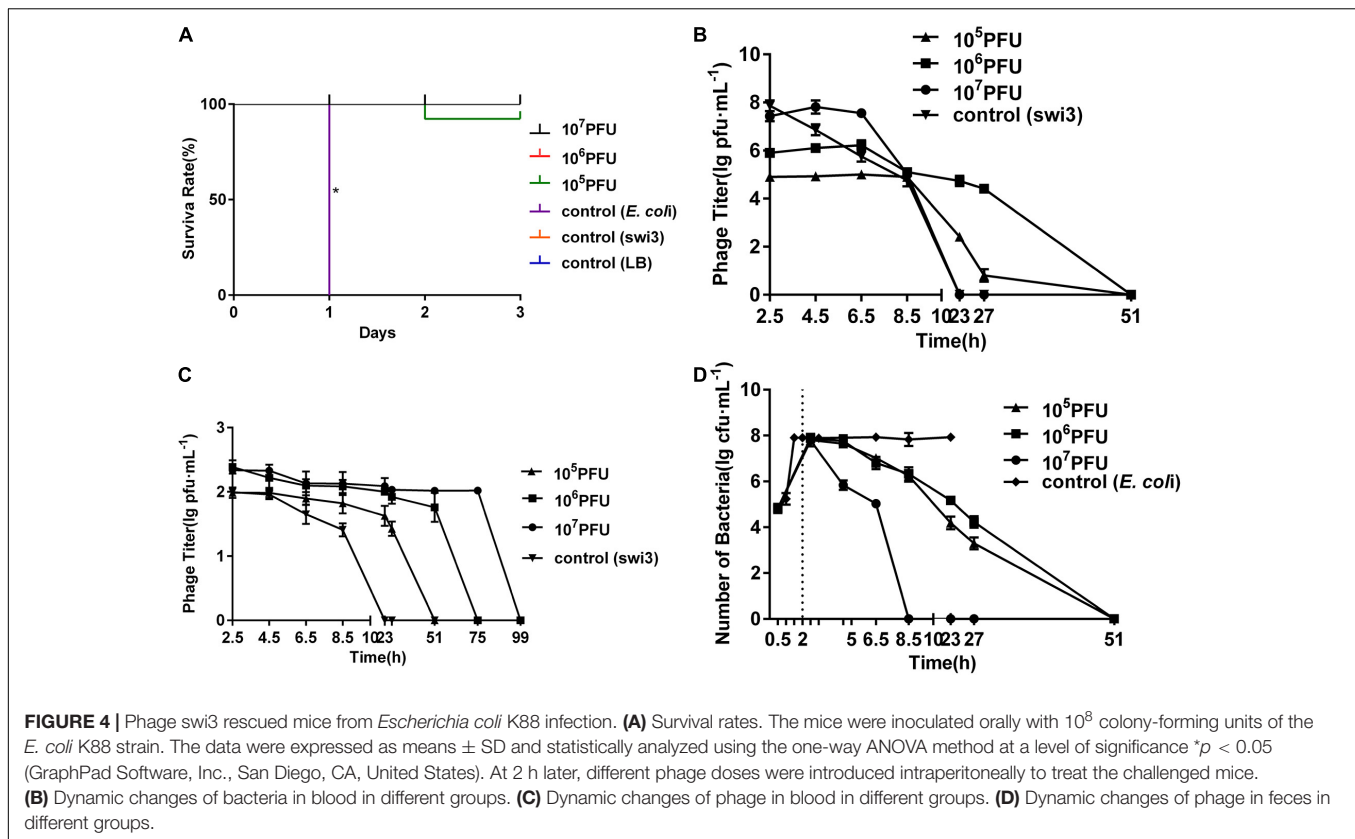 A
Surviva Rate(%)
100
50
0
0 1 2 3
Days
*
10⁷PFU
10⁶PFU
10⁵PFU
control (E. coli)
control (swi3)
control (LB)
B
Phage Titer(lg pfu·mL⁻¹)
10
8
6
4
2
0
2.5 4.5 6.5 8.5 10 23 27 51
Time(h)
10⁵PFU
10⁶PFU
10⁷PFU
control (swi3)
C
Phage Titer(lg pfu·mL⁻¹)
3
2
1
0
2.5 4.5 6.5 8.5 10 23 51 75 99
Time(h)
10⁵PFU
10⁶PFU
10⁷PFU
control (swi3)
D
Number of Bacteria(lg cfu·mL⁻¹)
10
8
6
4
2
0
0.5 2 5 6.5 8.5 10 23 27 51
Time(h)
10⁵PFU
10⁶PFU
10⁷PFU
control (E. coli)
FIGURE 4 | Phage swi3 rescued mice from Escherichia coli K88 infection. (A) Survival rates. The mice were inoculated orally with 10⁸ colony-forming units of the
E. coli K88 strain. The data were expressed as means ± SD and statistically analyzed using the one-way ANOVA method at a level of significance *p < 0.05
(GraphPad Software, Inc., San Diego, CA, United States). At 2 h later, different phage doses were introduced intraperitoneally to treat the challenged mice.
(B) Dynamic changes of bacteria in blood in different groups. (C) Dynamic changes of phage in blood in different groups. (D) Dynamic changes of phage in feces in
different groups.